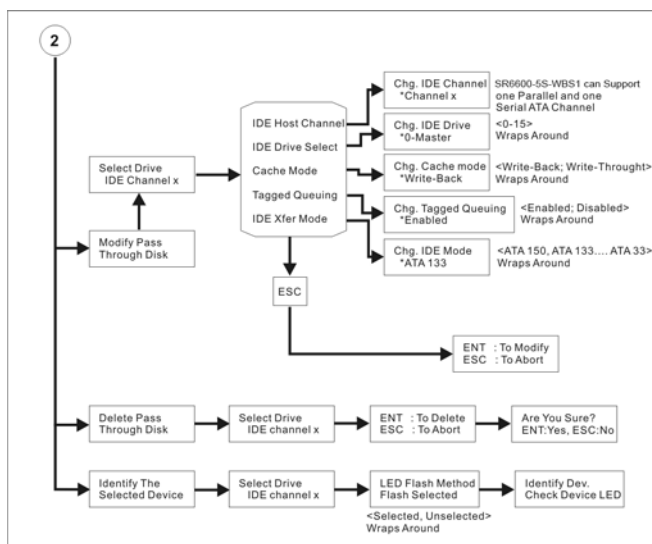 2
Chg. IDE Channel
*Channel x
SR6600-5S-WBS1 can Support
one Parallel and one
Serial ATA Channel
IDE Host Channel
IDE Drive Select
Cache Mode
Tagged Queuing
IDE Xfer Mode
Chg. IDE Drive
*0-Master
<0-15>
Wraps Around
Select Drive
IDE Channel x
Chg. Cache mode
*Write-Back
<Write-Back; Write-Throught>
Wraps Around
Chg. Tagged Queuing
*Enabled
<Enabled; Disabled>
Wraps Around
Modify Pass
Through Disk
Chg. IDE Mode
*ATA 133
<ATA 150, ATA 133.... ATA 33>
Wraps Around
ESC
ENT : To Modify
ESC : To Abort
Delete Pass
Through Disk
Select Drive
IDE channel x
ENT : To Delete
ESC : To Abort
Are You Sure?
ENT:Yes, ESC:No
Identify The
Selected Device
Select Drive
IDE channel x
LED Flash Method
Flash Selected
<Selected, Unselected>
Wraps Around
Identify Dev.
Check Device LED